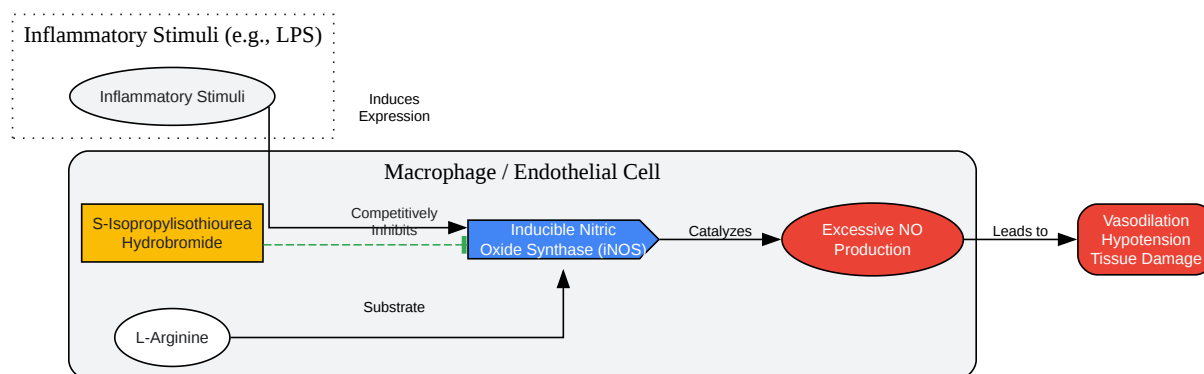 Inflammatory Stimuli (e.g., LPS)
Inflammatory Stimuli
Induces
Expression
Macrophage / Endothelial Cell
S-Isopropylisothiourea
Hydrobromide
Competitively
Inhibits
Inducible Nitric
Oxide Synthase (iNOS)
Catalyzes
Excessive NO
Production
Leads to
Vasodilation
Hypotension
Tissue Damage
Substrate
L-Arginine